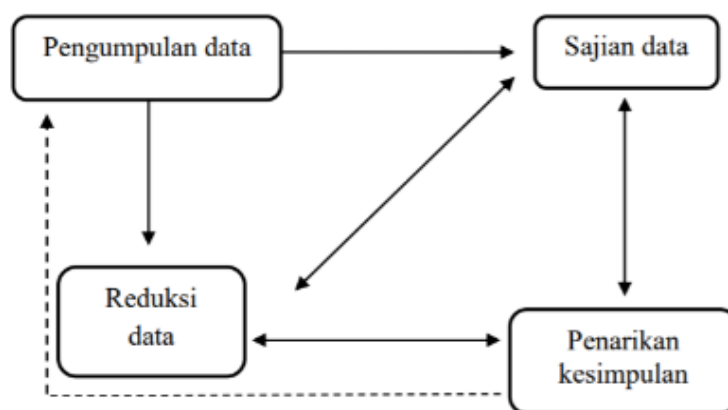 Pengumpulan data
Sajian data
Reduksi
data
Penarikan
kesimpulan